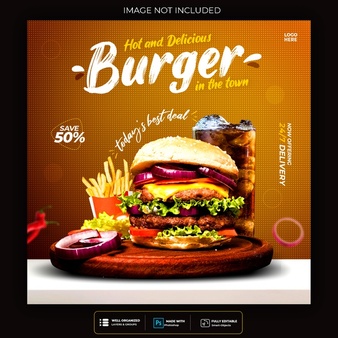 IMAGE NOT INCLUDED
Hot and Delicious
Burger
in the town
LOGO
HERE
today's best deal
SAVE
50%
NOW OFFERING
24/7 DELIVERY
WELL ORGANIZED
LAYERS & GROUPS
Ps
MADE WITH
Photoshop
FULLY EDITABLE
Smart Objects